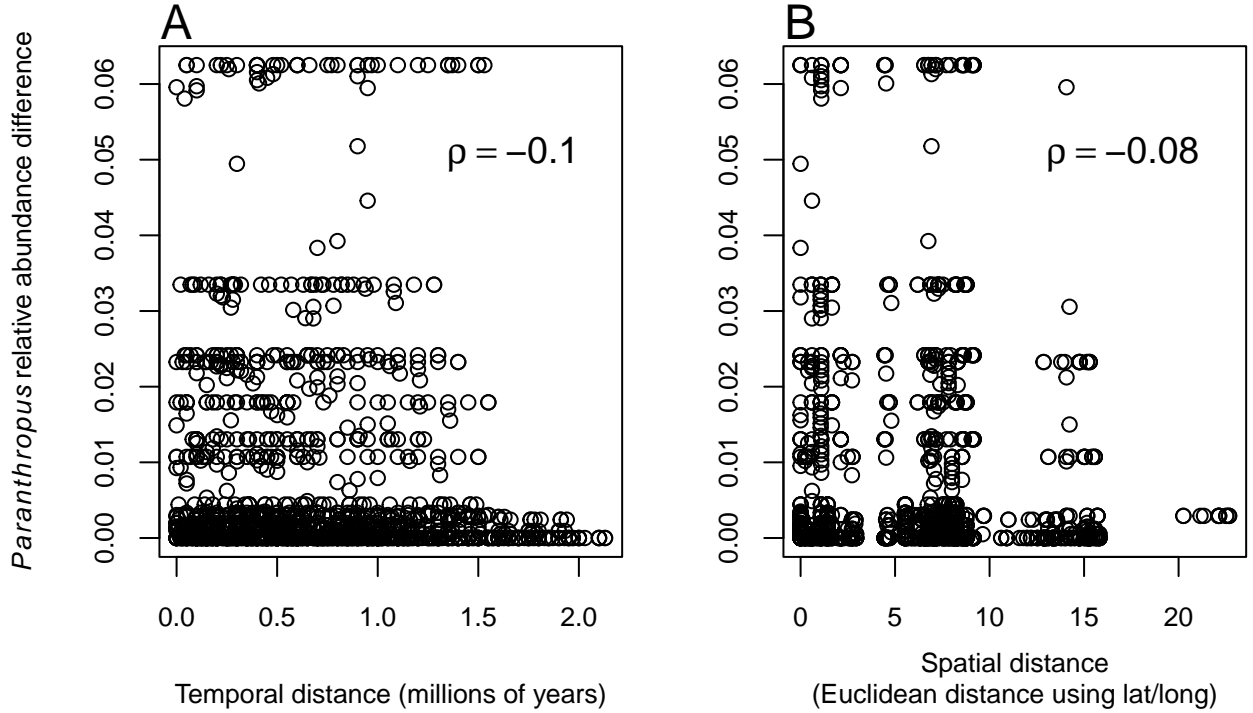 A
Paranthropus relative abundance difference
0.06
0.05
0.04
0.03
0.02
0.01
0.00
ρ = −0.1
0.0 0.5 1.0 1.5 2.0
Temporal distance (millions of years)
B
0.06
0.05
0.04
0.03
0.02
0.01
0.00
ρ = −0.08
0 5 10 15 20
Spatial distance
(Euclidean distance using lat/long)